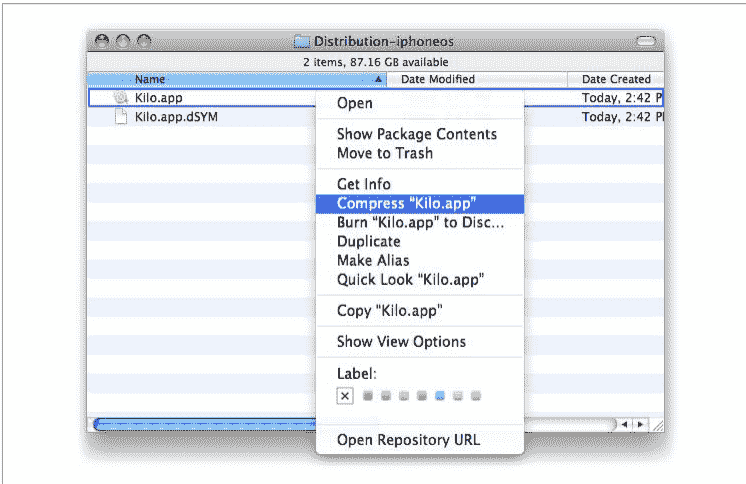 Distribution-iphoneos
2 items, 87.16 GB available
Name Date Modified Date Created
Kilo.app Today, 2:42 P
Kilo.app.dSYM Today, 2:42 P
Open
Show Package Contents
Move to Trash
Get Info
Compress "Kilo.app"
Burn "Kilo.app" to Disc...
Duplicate
Make Alias
Quick Look "Kilo.app"
Copy "Kilo.app"
Show View Options
Label:
Open Repository URL